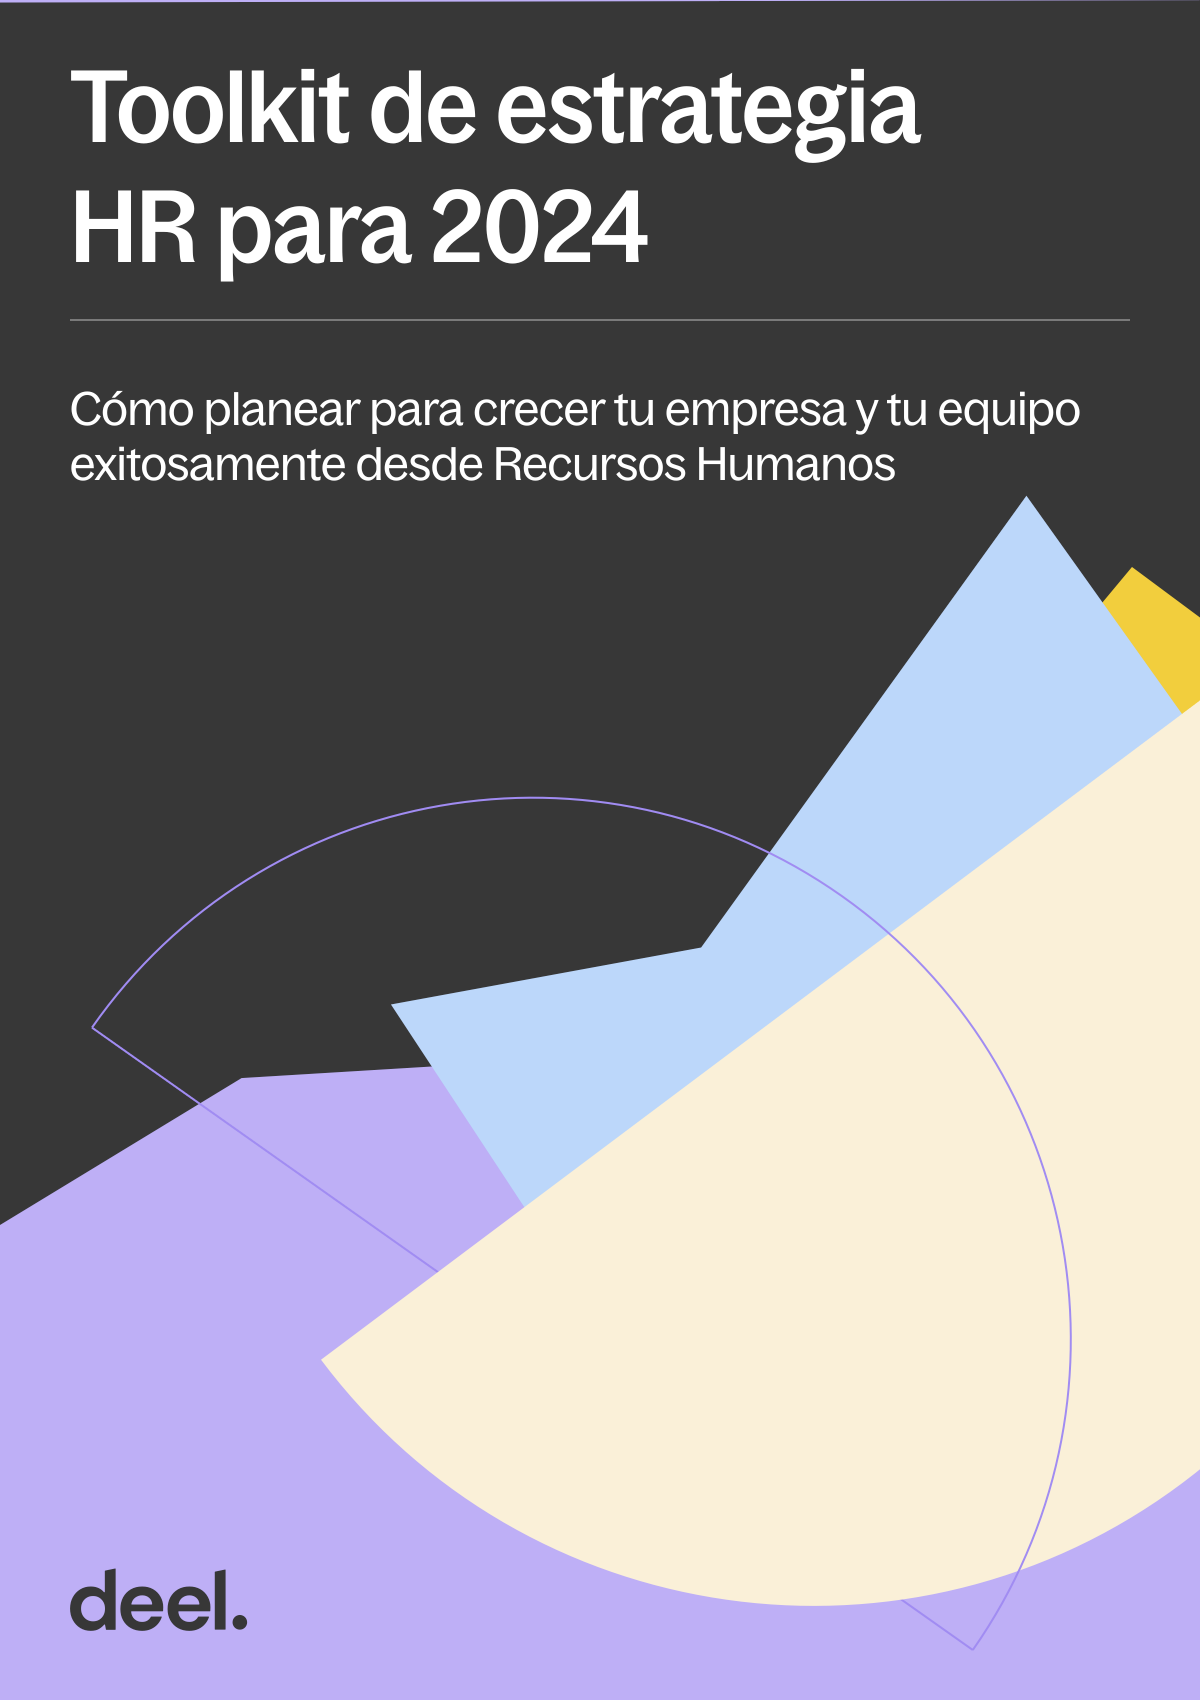 Toolkit de estrategia
HR para 2024
Cómo planear para crecer tu empresa y tu equipo
exitosamente desde Recursos Humanos
deel.